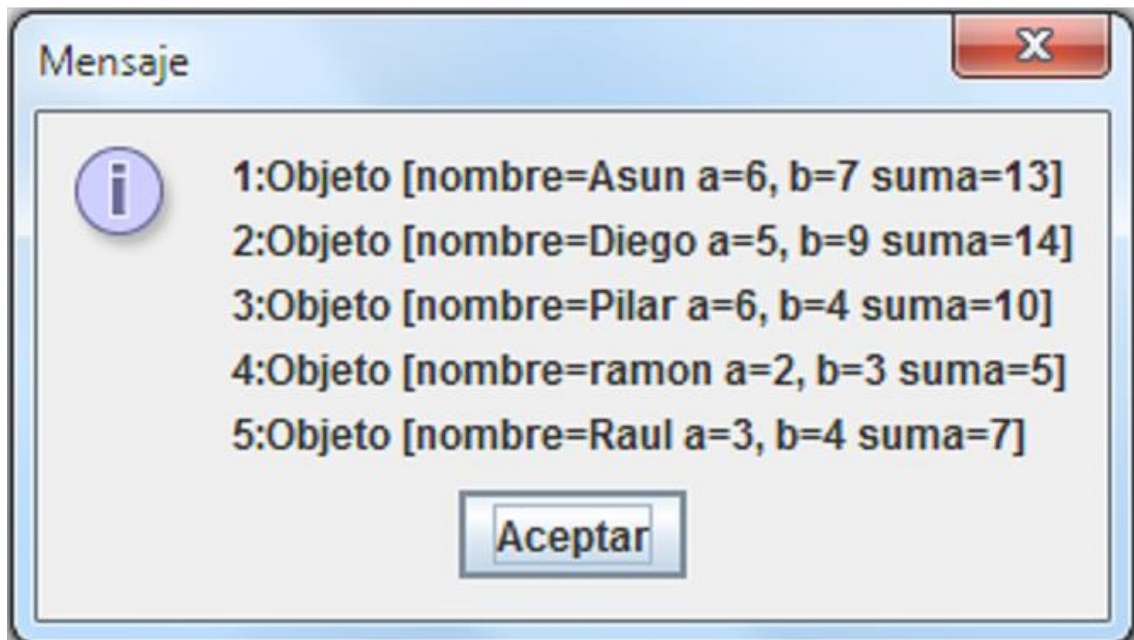 Mensaje
1:Objeto [nombre=Asun a=6, b=7 suma=13]
2:Objeto [nombre=Diego a=5, b=9 suma=14]
3:Objeto [nombre=Pilar a=6, b=4 suma=10]
4:Objeto [nombre=ramon a=2, b=3 suma=5]
5:Objeto [nombre=Raul a=3, b=4 suma=7]
Aceptar